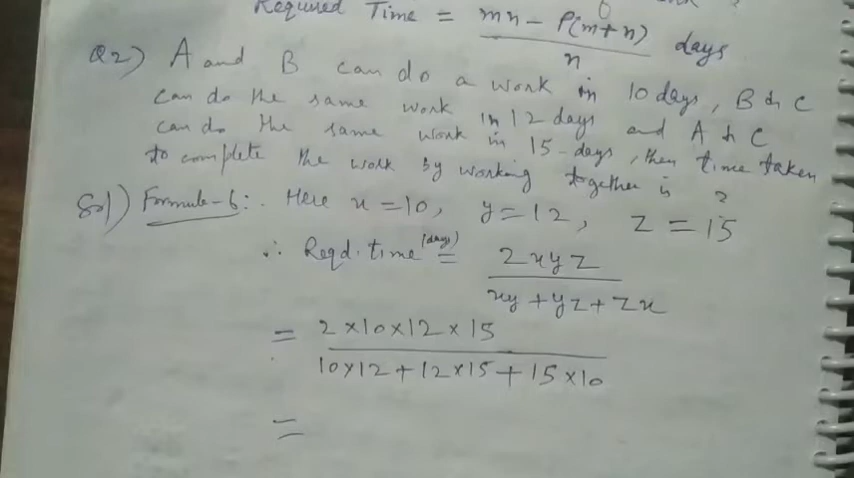 Required Time = mn - P(m+n) / n days
Q2) A and B can do a work in 10 days, B & C
can do the same work in 12 days and A & C
can do the same work in 15 days, then time taken
to complete the work by working together is ?
Sol) Formula-6:. Here x = 10, y = 12, z = 15
∴ Reqd. time (days) = 2xyz / xy + yz + zx
= 2×10×12×15 / 10×12 + 12×15 + 15×10
=